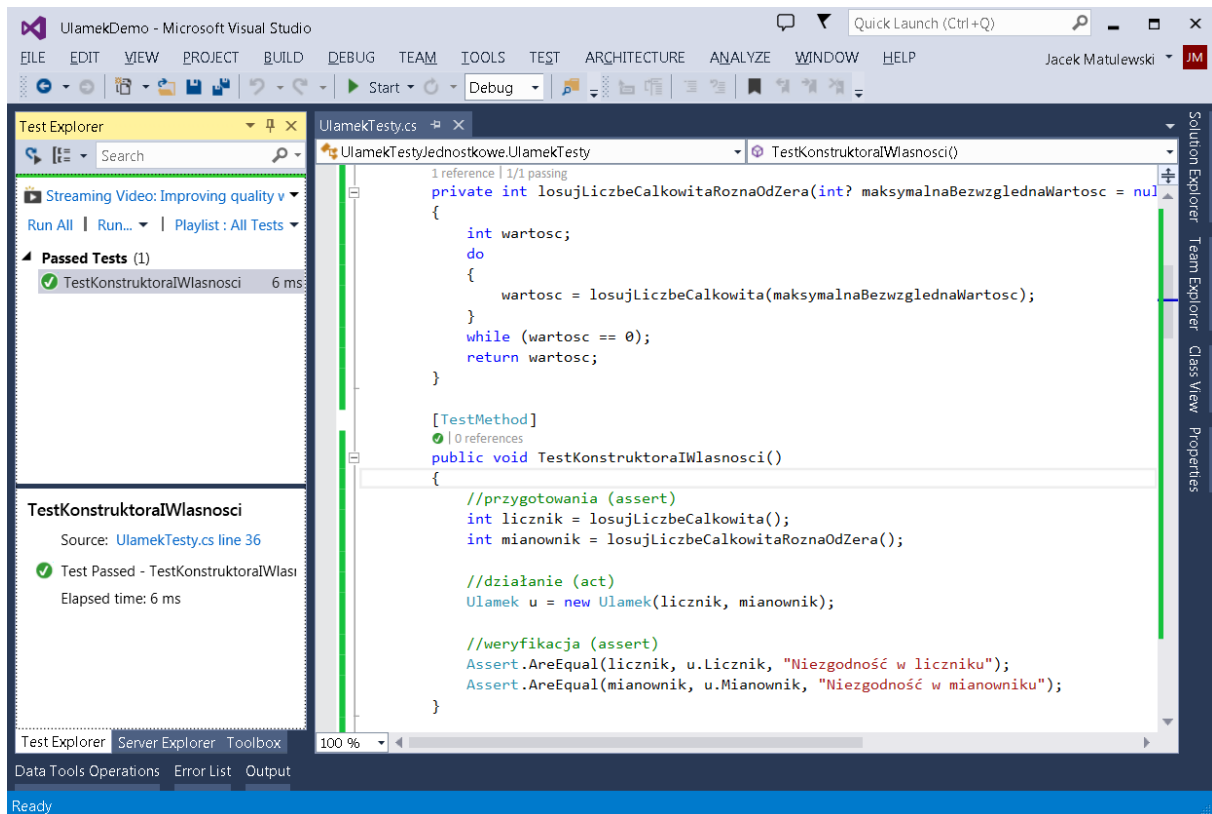 UlamekDemo - Microsoft Visual Studio
Quick Launch (Ctrl+Q)
FILE EDIT VIEW PROJECT BUILD DEBUG TEAM TOOLS TEST ARCHITECTURE ANALYZE WINDOW HELP
Jacek Matulewski JM
Start Debug
Test Explorer
Search
Streaming Video: Improving quality v
Run All | Run... | Playlist : All Tests
Passed Tests (1)
TestKonstruktoraIWlasnosci 6 ms
TestKonstruktoraIWlasnosci
Source: UlamekTesty.cs line 36
Test Passed - TestKonstruktoraIWlasn
Elapsed time: 6 ms
Test Explorer Server Explorer Toolbox
UlamekTesty.cs
UlamekTestyJednostkowe.UlamekTesty
TestKonstruktoraIWlasnosci()
1 reference | 1/1 passing
private int losujLiczbeCalkowitaRoznaOdZera(int? maksymalnaBezwzglednaWartosc = nul
{
int wartosc;
do
{
wartosc = losujLiczbeCalkowita(maksymalnaBezwzglednaWartosc);
}
while (wartosc == 0);
return wartosc;
}
[TestMethod]
| 0 references
public void TestKonstruktoraIWlasnosci()
{
//przygotowania (assert)
int licznik = losujLiczbeCalkowita();
int mianownik = losujLiczbeCalkowitaRoznaOdZera();
//działanie (act)
Ulamek u = new Ulamek(licznik, mianownik);
//weryfikacja (assert)
Assert.AreEqual(licznik, u.Licznik, "Niezgodność w liczniku");
Assert.AreEqual(mianownik, u.Mianownik, "Niezgodność w mianowniku");
}
100 %
Solution Explorer
Team Explorer
Class View
Properties
Data Tools Operations Error List Output
Ready